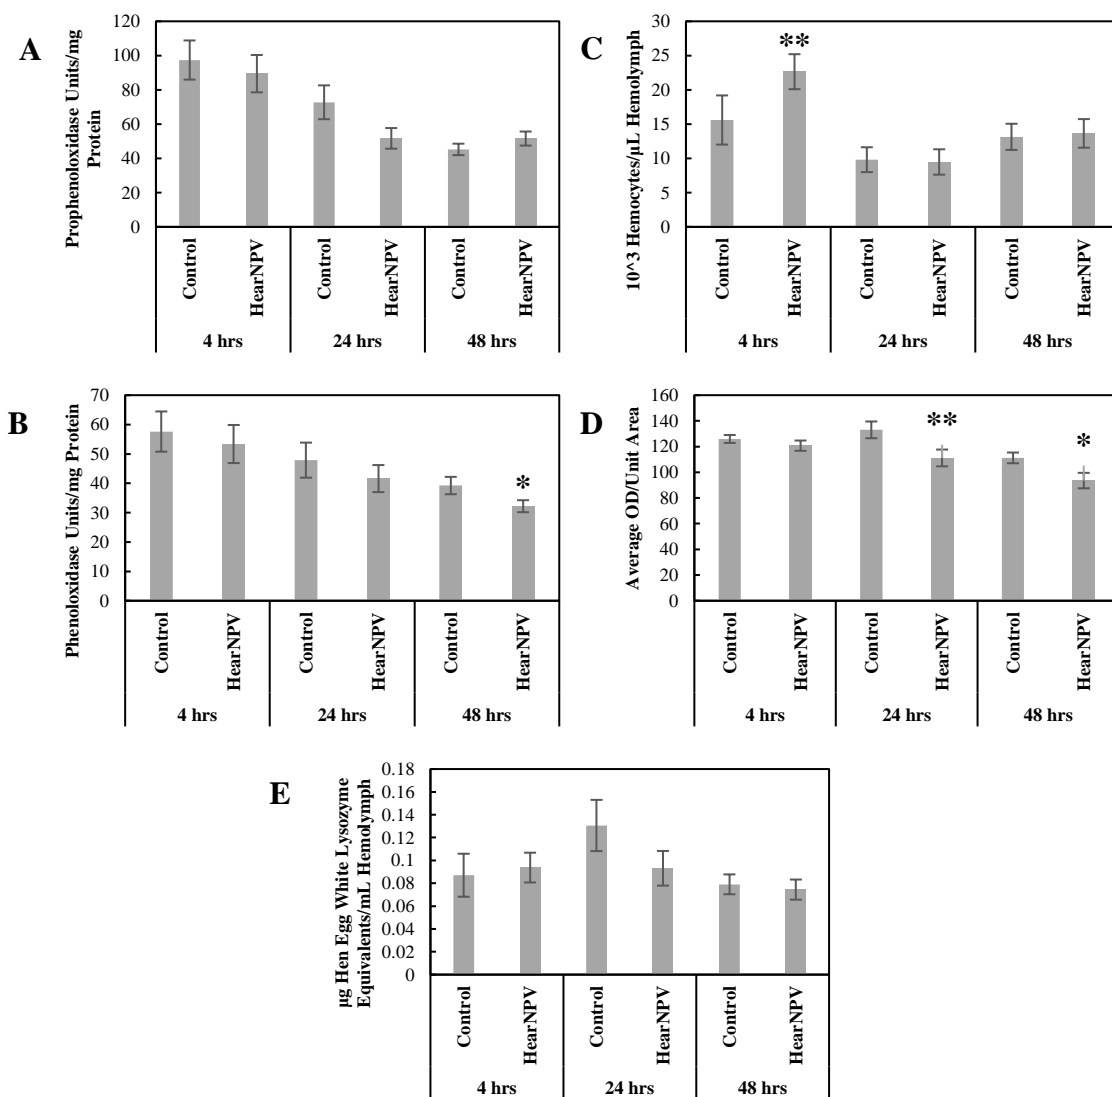 A
Prophenoloxidase Units/mg
Protein
120
100
80
60
40
20
0
Control
HearNPV
Control
HearNPV
Control
HearNPV
4 hrs
24 hrs
48 hrs
C
10^3 Hemocytes/µL Hemolymph
30
25
20
15
10
5
0
**
Control
HearNPV
Control
HearNPV
Control
HearNPV
4 hrs
24 hrs
48 hrs
B
Phenoloxidase Units/mg Protein
70
60
50
40
30
20
10
0
*
Control
HearNPV
Control
HearNPV
Control
HearNPV
4 hrs
24 hrs
48 hrs
D
Average OD/Unit Area
160
140
120
100
80
60
40
20
0
**
*
Control
HearNPV
Control
HearNPV
Control
HearNPV
4 hrs
24 hrs
48 hrs
E
µg Hen Egg White Lysozyme
Equivalents/mL Hemolymph
0.18
0.16
0.14
0.12
0.1
0.08
0.06
0.04
0.02
0
Control
HearNPV
Control
HearNPV
Control
HearNPV
4 hrs
24 hrs
48 hrs